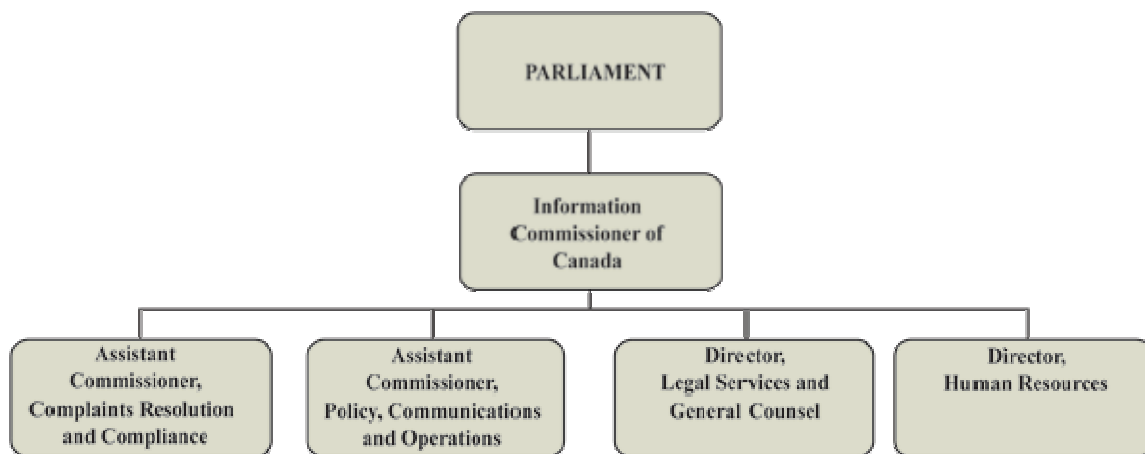 PARLIAMENT
Information
Commissioner of
Canada
Assistant
Commissioner,
Complaints Resolution
and Compliance
Assistant
Commissioner,
Policy, Communications
and Operations
Director,
Legal Services and
General Counsel
Director,
Human Resources